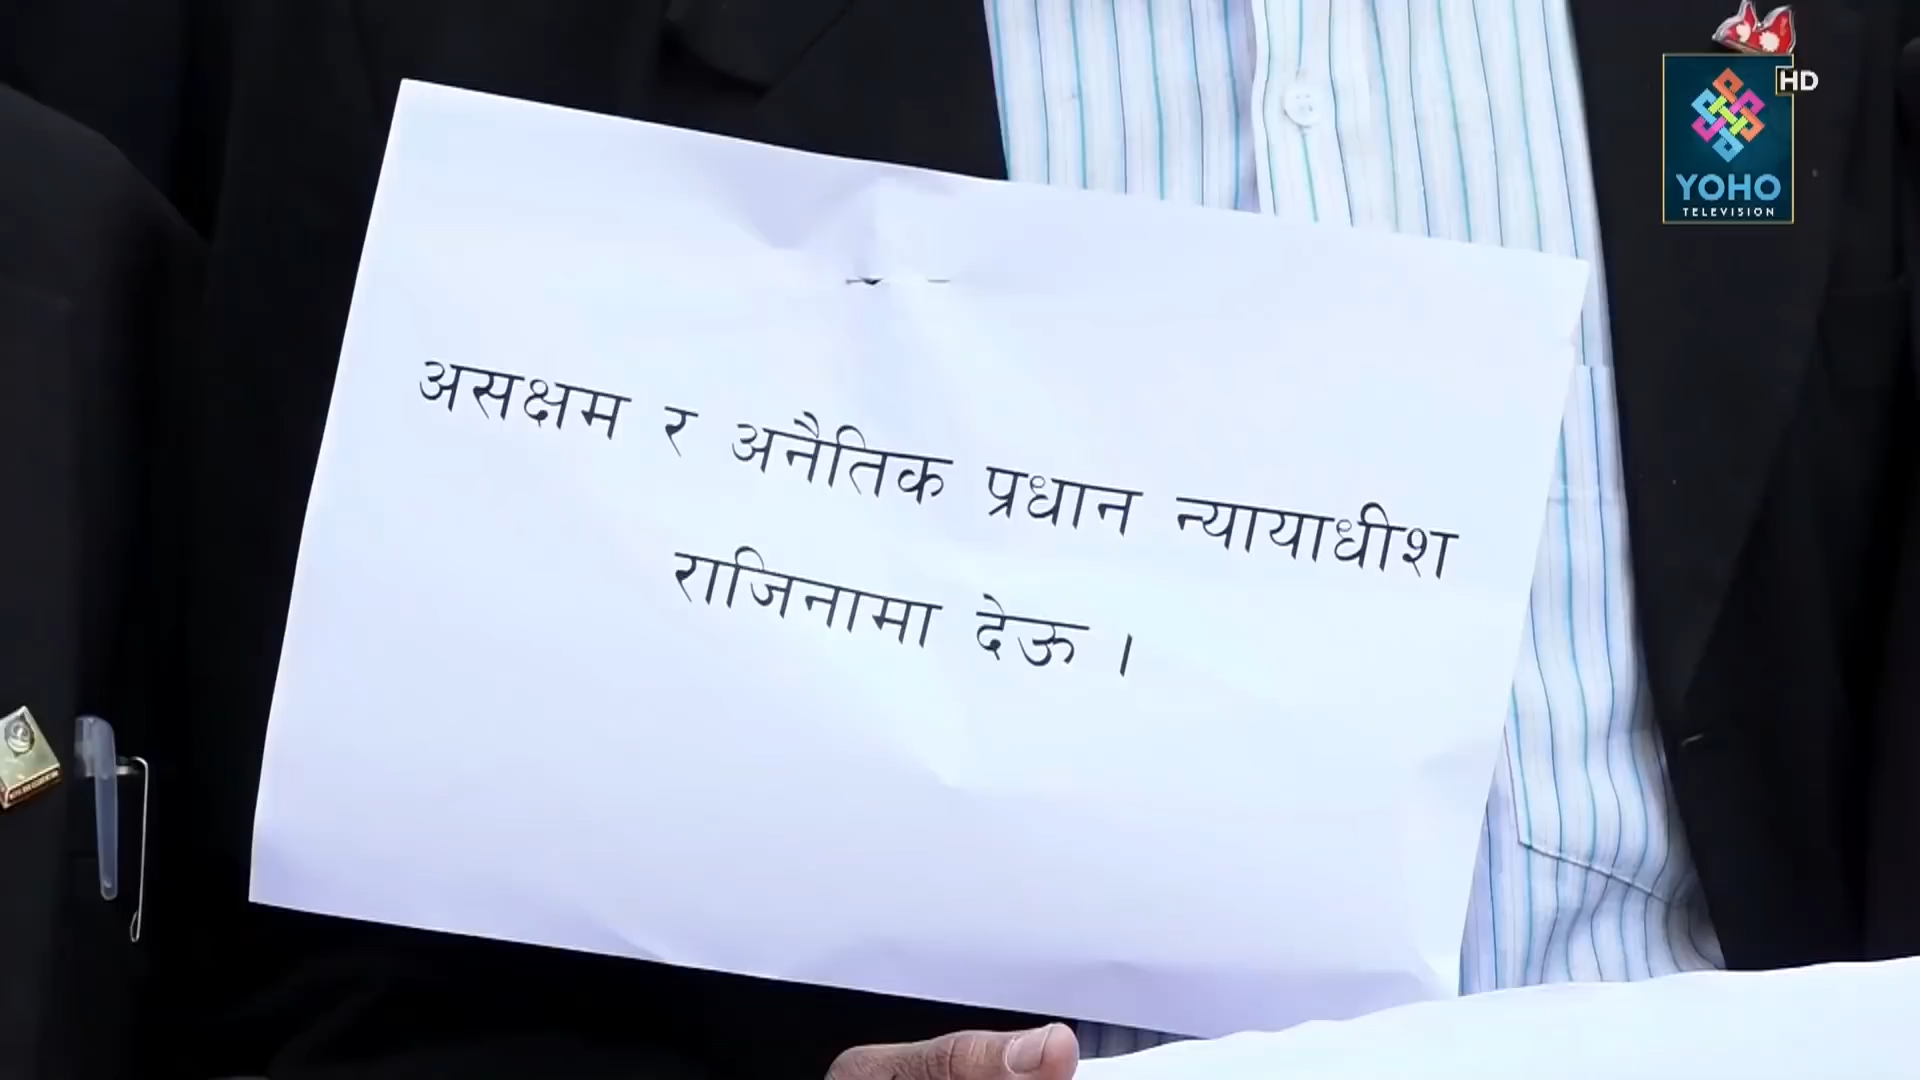 असक्षम र अनैतिक प्रधान न्यायाधीश
राजिनामा देऊ ।
HD
YOHO
TELEVISION